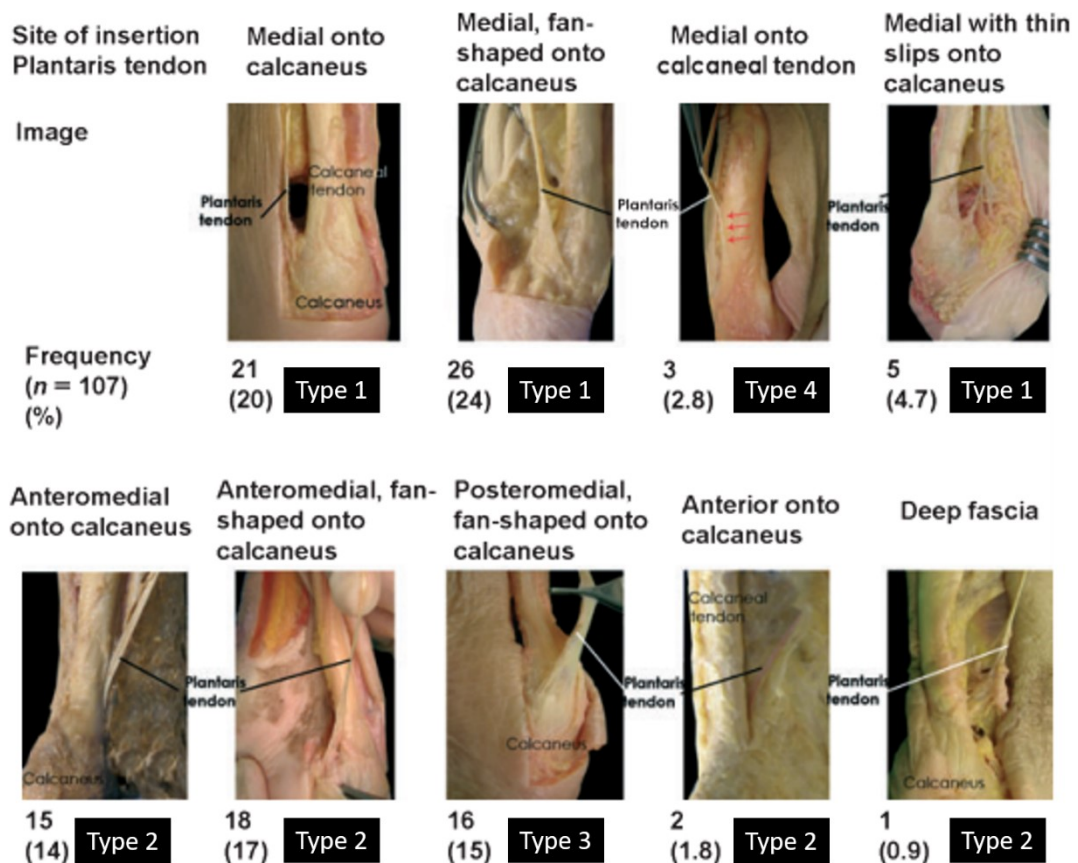 Site of insertion
Plantaris tendon
Medial onto
calcaneus
Medial, fan-
shaped onto
calcaneus
Medial onto
calcaneal tendon
Medial with thin
slips onto
calcaneus
Image
Calcaneal
tendon
Plantaris
tendon
Calcaneus
Plantaris
tendon
Plantaris
tendon
Frequency
(n = 107)
(%)
21
(20)
Type 1
26
(24)
Type 1
3
(2.8)
Type 4
5
(4.7)
Type 1
Anteromedial
onto calcaneus
Anteromedial, fan-
shaped onto
calcaneus
Posteromedial,
fan-shaped onto
calcaneus
Anterior onto
calcaneus
Deep fascia
Calcaneus
Plantaris
tendon
Calcaneus
Plantaris
tendon
Calcaneal
tendon
Plantaris
tendon
Calcaneus
15
(14)
Type 2
18
(17)
Type 2
16
(15)
Type 3
2
(1.8)
Type 2
1
(0.9)
Type 2